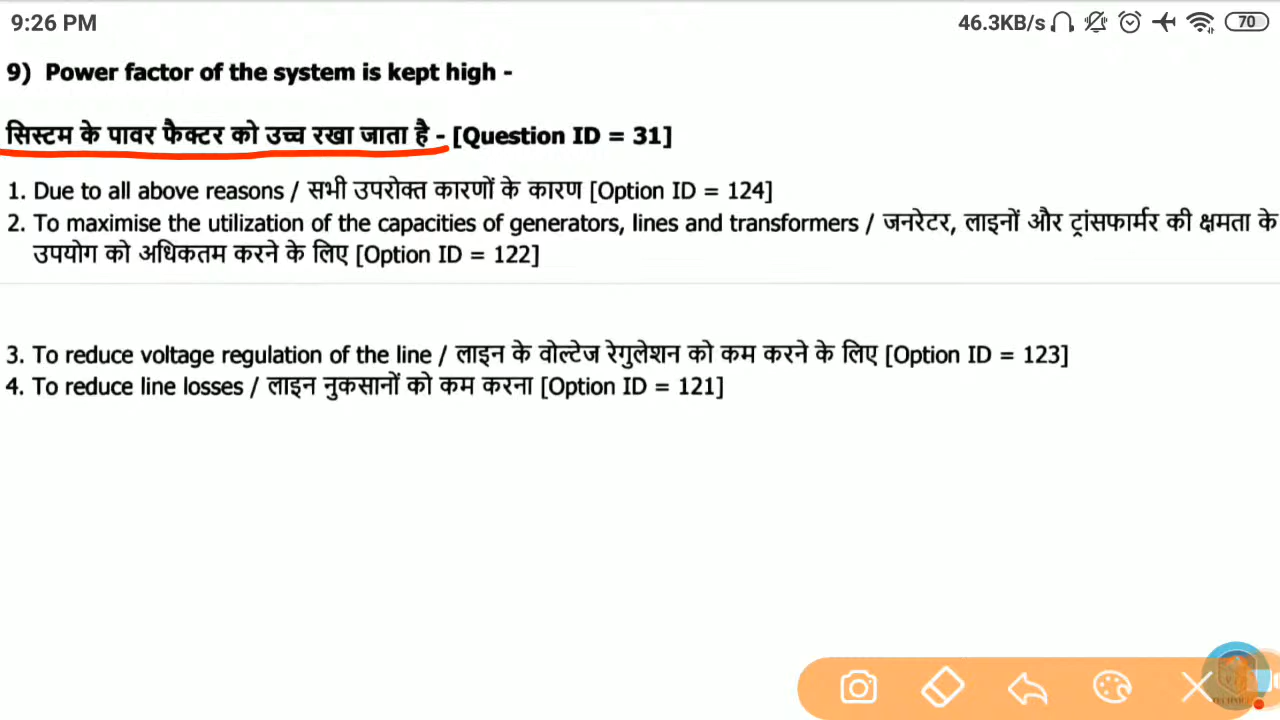 9:26 PM 46.3KB/s 70
9) Power factor of the system is kept high -
सिस्टम के पावर फैक्टर को उच्च रखा जाता है - [Question ID = 31]
1. Due to all above reasons / सभी उपरोक्त कारणों के कारण [Option ID = 124]
2. To maximise the utilization of the capacities of generators, lines and transformers / जनरेटर, लाइनों और ट्रांसफार्मर की क्षमता के
उपयोग को अधिकतम करने के लिए [Option ID = 122]
3. To reduce voltage regulation of the line / लाइन के वोल्टेज रेगुलेशन को कम करने के लिए [Option ID = 123]
4. To reduce line losses / लाइन नुकसानों को कम करना [Option ID = 121]